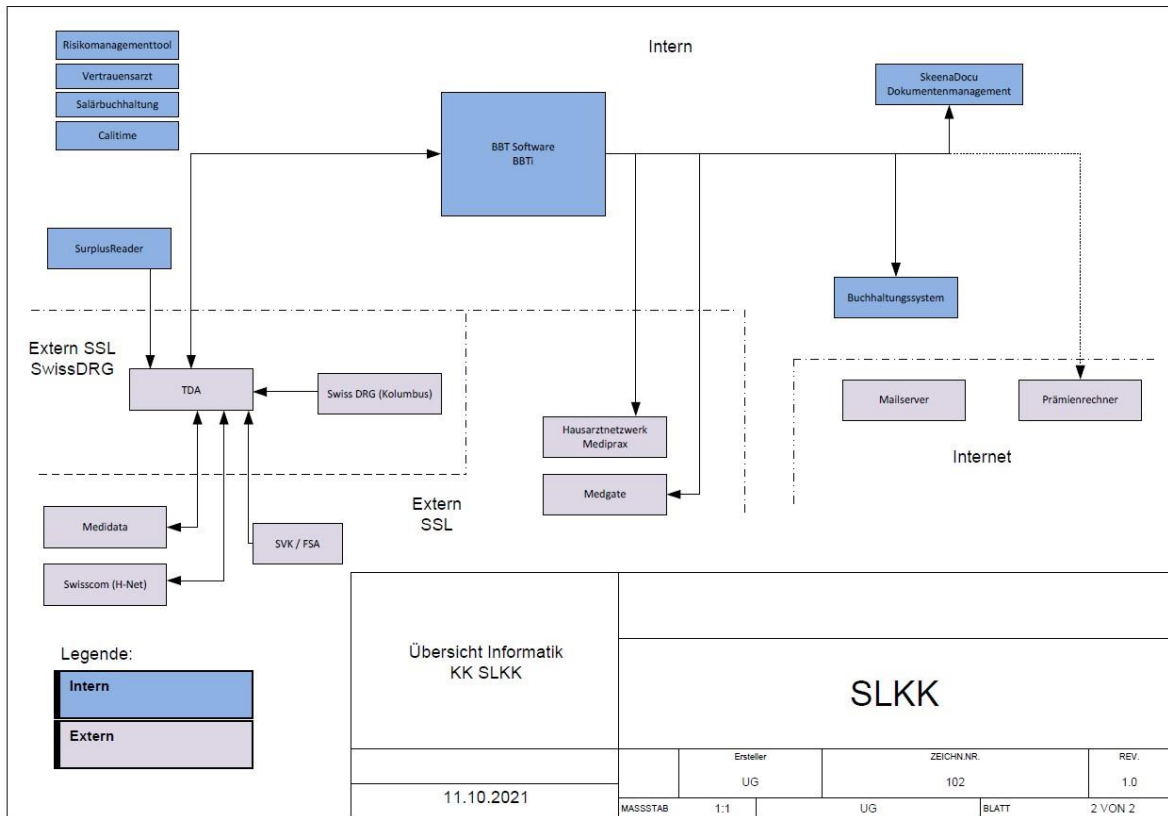 Risikomanagementtool
Vertrauensarzt
Salärbuchhaltung
Calitime
Intern
SkeenaDocu
Dokumentenmanagement
BBT Software
BBTi
SurplusReader
Buchhaltungssystem
Extern SSL
SwissDRG
TDA
Swiss DRG (Kolumbus)
Mailserver
Prämienrechner
Hausarztnetzwerk
Mediprax
Internet
Medgate
Extern
SSL
Medidata
SVK / FSA
Swisscom (H-Net)
Legende:
Intern
Extern
Übersicht Informatik
KK SLKK
11.10.2021
SLKK
Ersteller
UG
ZEICHN.NR.
102
REV.
1.0
MASSSTAB
1:1
UG
BLATT
2 VON 2